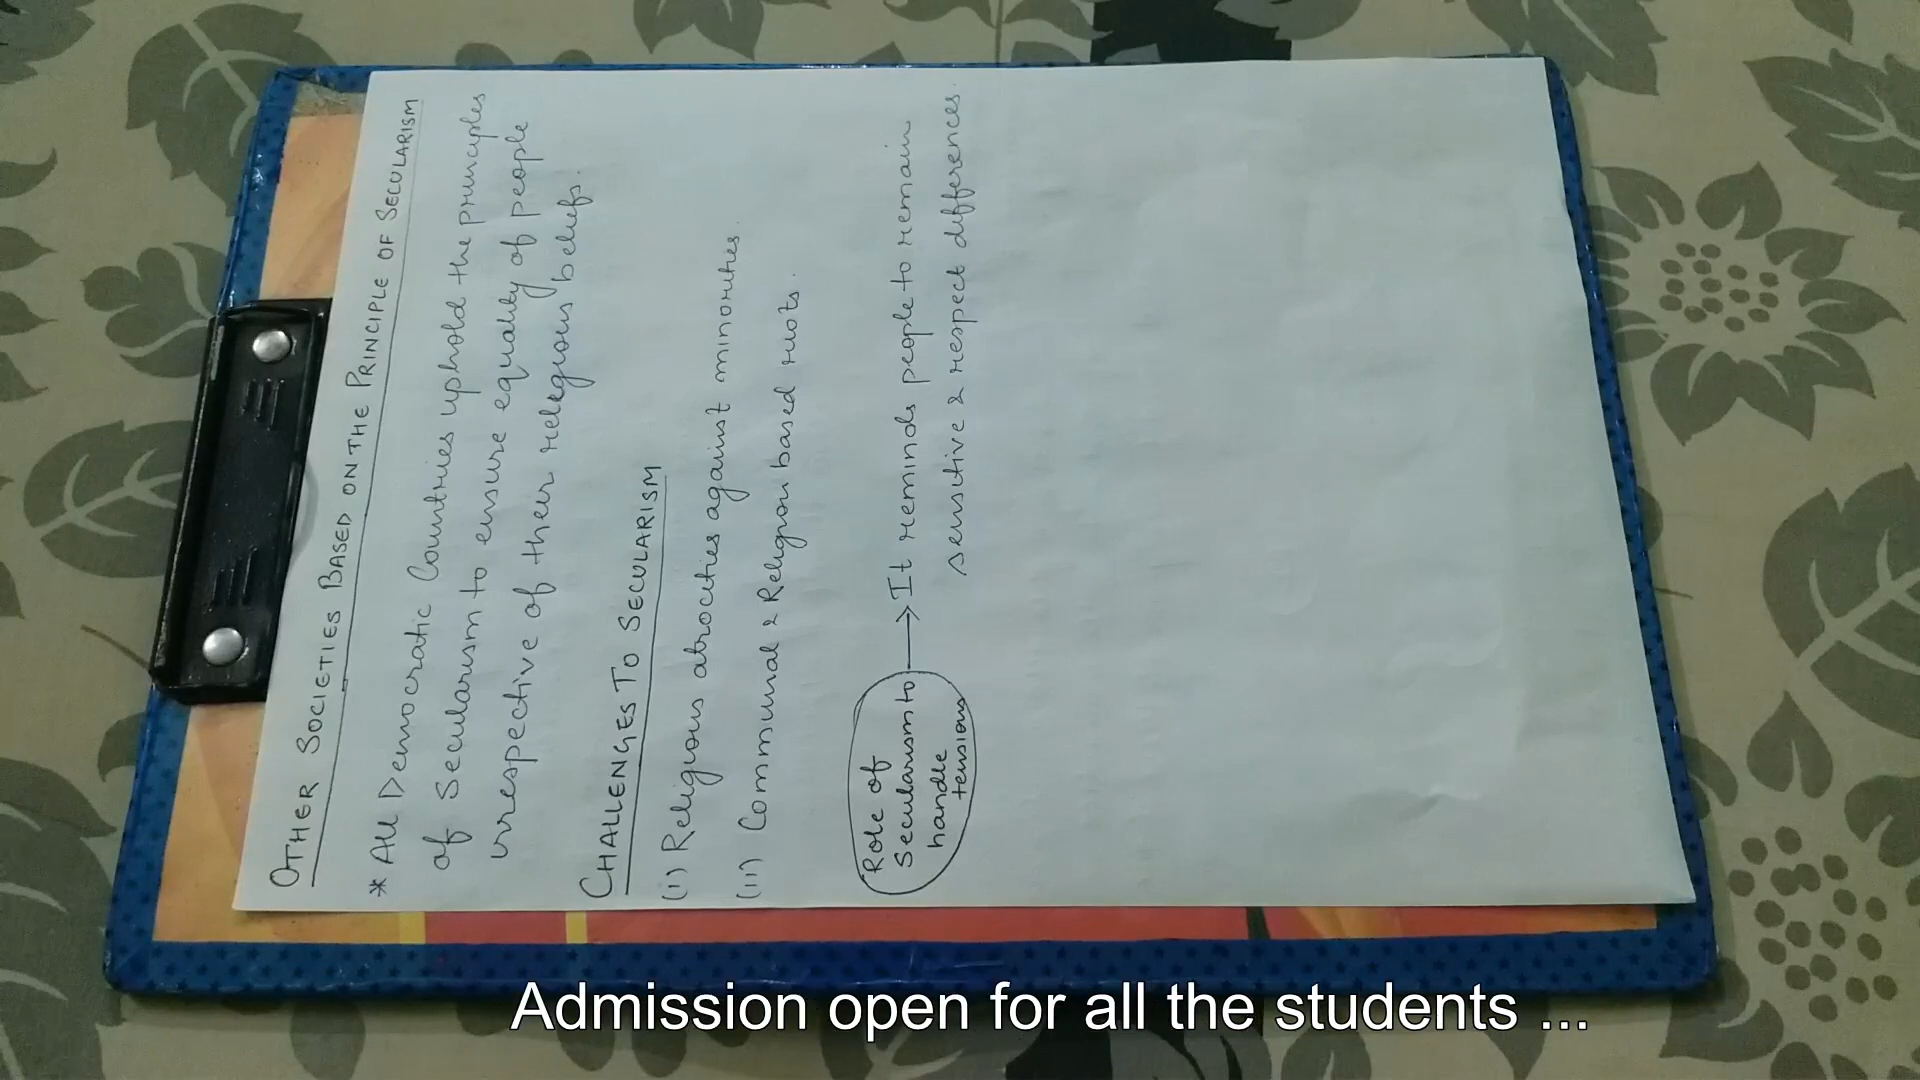 OTHER SOCIETIES BASED ON THE PRINCIPLE OF SECULARISM
* All Democratic Countries uphold the principles
of Secularism to ensure equality of people
irrespective of their religious beliefs.
CHALLENGES TO SECULARISM
(i) Religious atrocities against minorities.
(ii) Communal & Religion based riots.
Role of
Secularism to
handle
tensions
→ It reminds people to remain
sensitive & respect differences.
Admission open for all the students ...